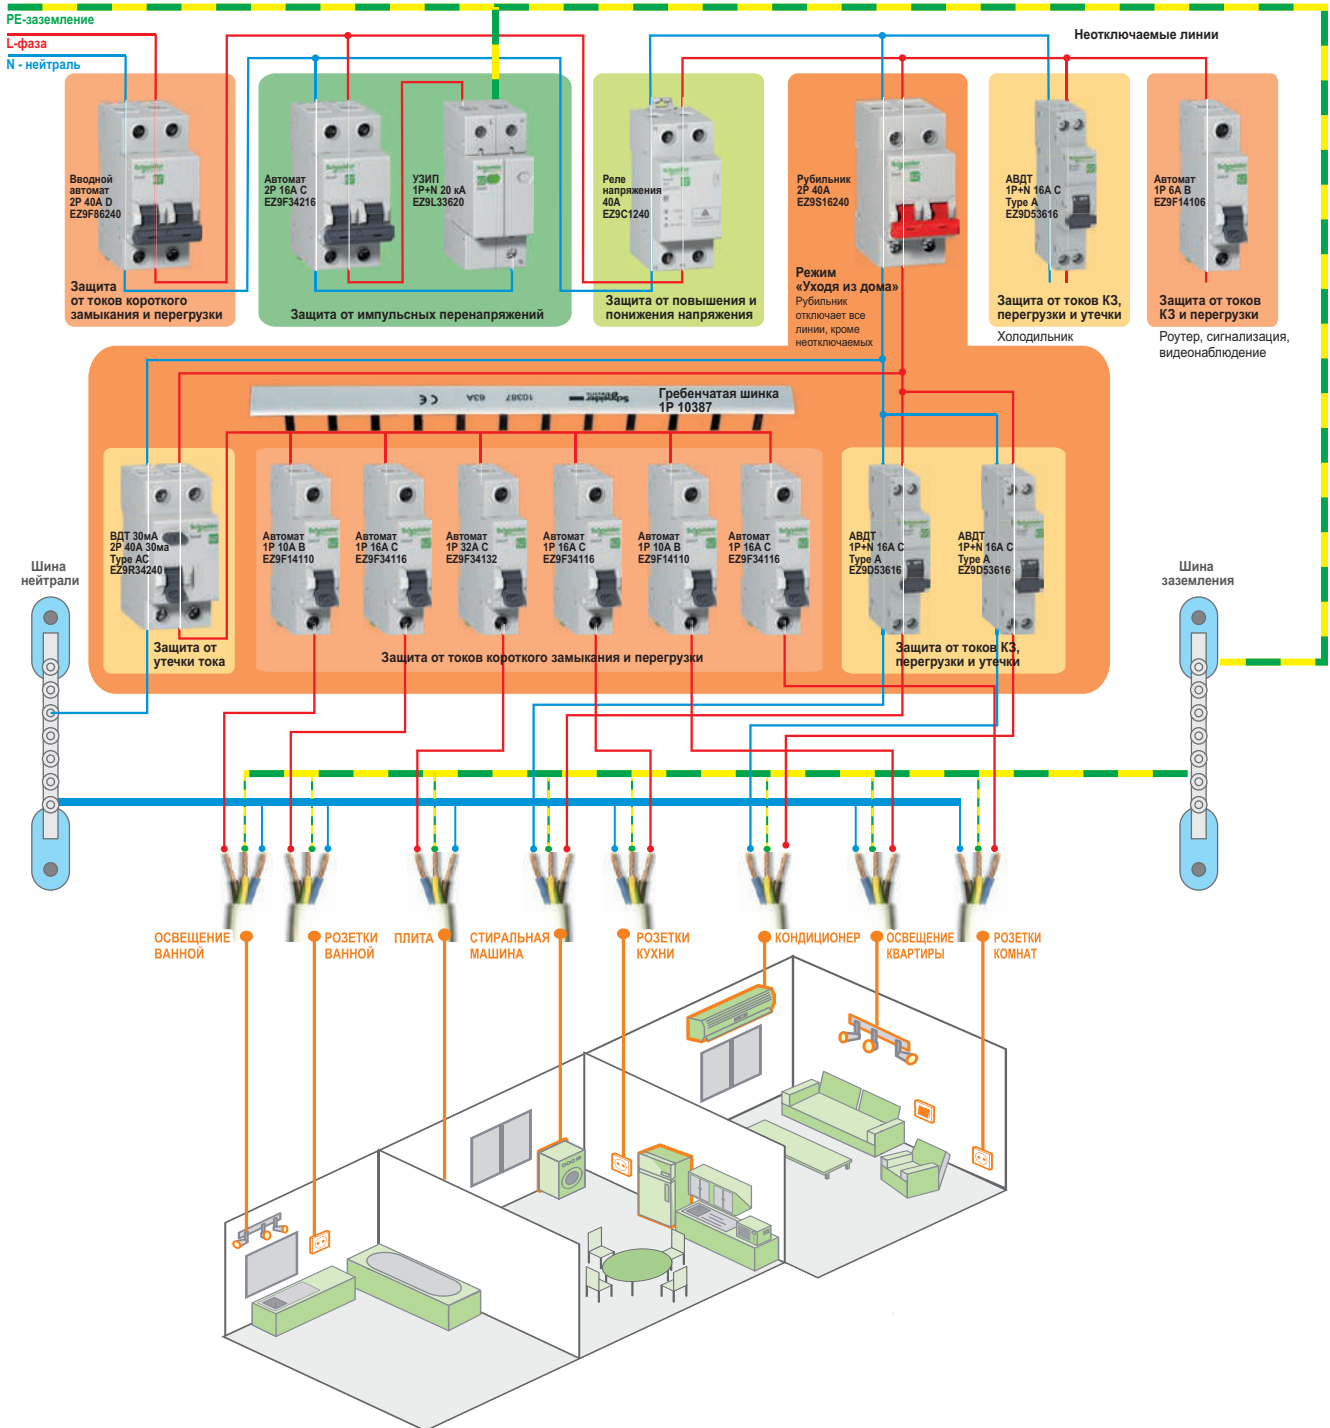 PE-заземление
L-фаза
N - нейтраль
Неотключаемые линии
Вводной
автомат
2P 40A D
EZ9F86240
Защита
от токов короткого
замыкания и перегрузки
Автомат
2P 16A C
EZ9F34216
УЗИП
1P+N 20 кА
EZ9L33620
Защита от импульсных перенапряжений
Реле
напряжения
40A
EZ9C1240
Защита от повышения и
понижения напряжения
Рубильник
2P 40A
EZ9S16240
Режим
«Уходя из дома»
Рубильник
отключает все
линии, кроме
неотключаемых
АВДТ
1P+N 16A C
Type A
EZ9D53616
Защита от токов КЗ,
перегрузки и утечки
Холодильник
Автомат
1P 6A B
EZ9F14106
Защита от токов
КЗ и перегрузки
Роутер, сигнализация,
видеонаблюдение
Гребенчатая шинка
1P 10387
Schneider
10387
63A
CE
ВДТ 30мА
2P 40A 30ма
Type AC
EZ9R34240
Защита от
утечки тока
Автомат
1P 10A B
EZ9F14110
Автомат
1P 16A C
EZ9F34116
Автомат
1P 32A C
EZ9F34132
Автомат
1P 16A C
EZ9F34116
Автомат
1P 10A B
EZ9F14110
Автомат
1P 16A C
EZ9F34116
Защита от токов короткого замыкания и перегрузки
АВДТ
1P+N 16A C
Type A
EZ9D53616
АВДТ
1P+N 16A C
Type A
EZ9D53616
Защита от токов КЗ,
перегрузки и утечки
Шина
нейтрали
Шина
заземления
ОСВЕЩЕНИЕ
ВАННОЙ
РОЗЕТКИ
ВАННОЙ
ПЛИТА
СТИРАЛЬНАЯ
МАШИНА
РОЗЕТКИ
КУХНИ
КОНДИЦИОНЕР
ОСВЕЩЕНИЕ
КВАРТИРЫ
РОЗЕТКИ
КОМНАТ